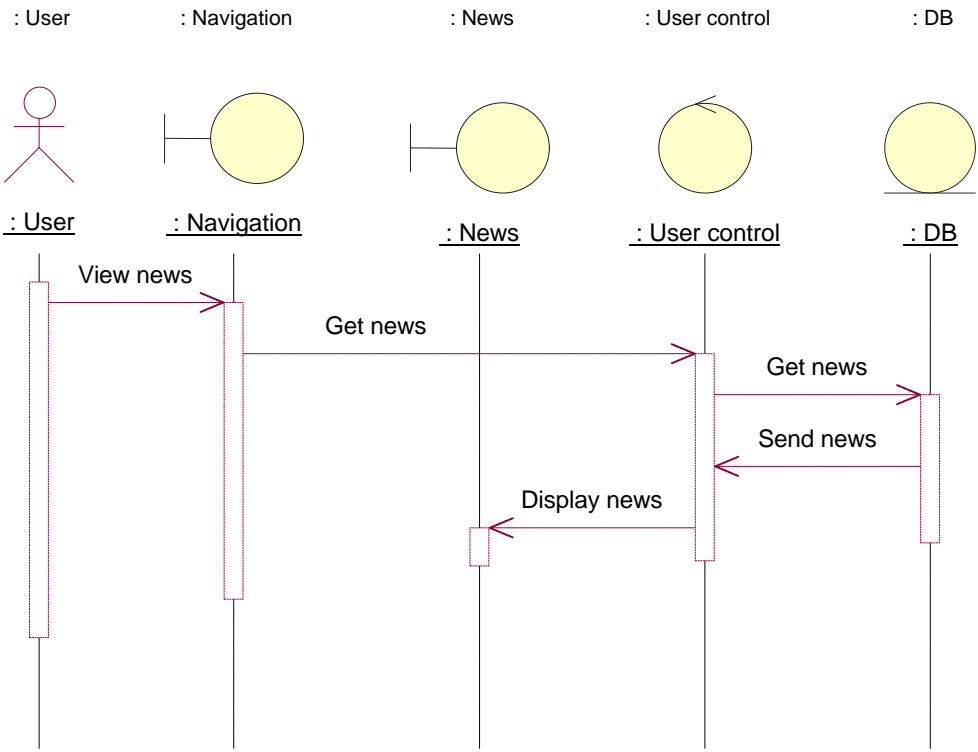 : User
: Navigation
: News
: User control
: DB
: User
: Navigation
: News
: User control
: DB
View news
Get news
Get news
Send news
Display news